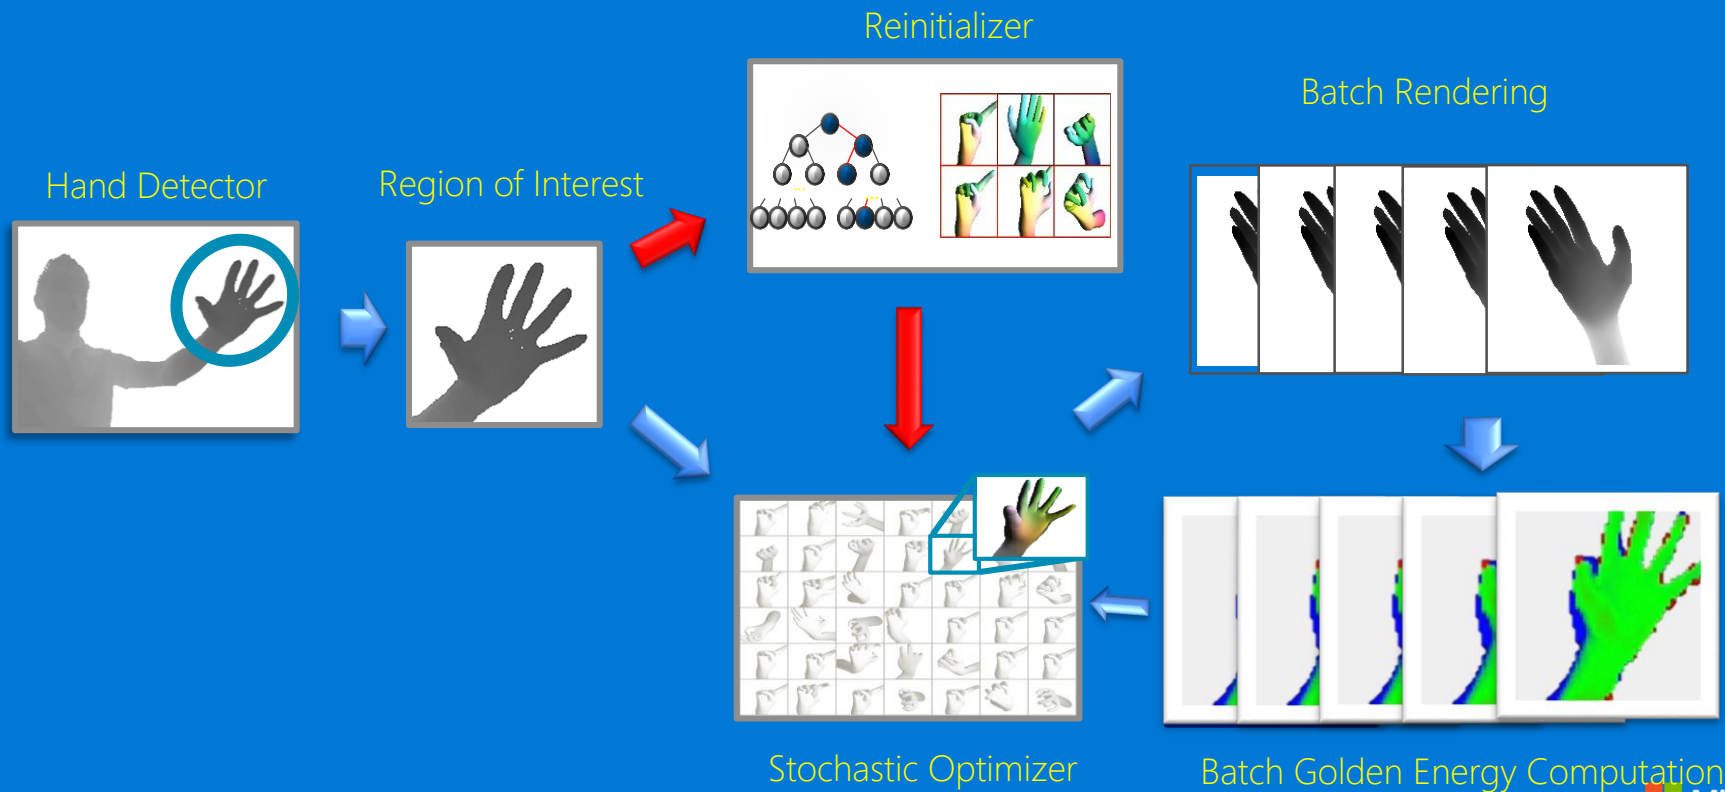 Reinitializer
Batch Rendering
Hand Detector
Region of Interest
Stochastic Optimizer
Batch Golden Energy Computation